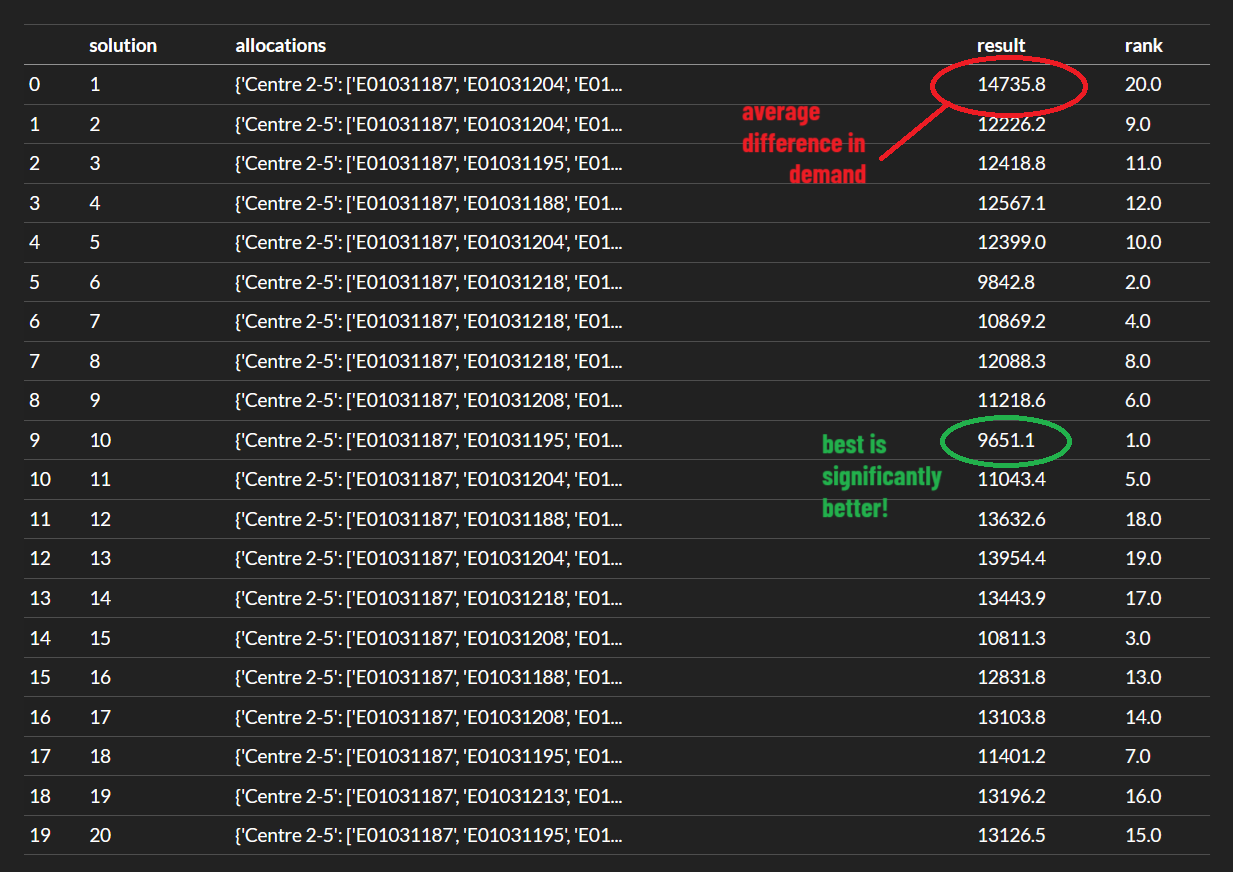 solution allocations result rank
0 1 {'Centre 2-5': ['E01031187', 'E01031204', 'E01... 14735.8 20.0
average difference in demand
1 2 {'Centre 2-5': ['E01031187', 'E01031204', 'E01... 12226.2 9.0
2 3 {'Centre 2-5': ['E01031187', 'E01031195', 'E01... 12418.8 11.0
3 4 {'Centre 2-5': ['E01031187', 'E01031188', 'E01... 12567.1 12.0
4 5 {'Centre 2-5': ['E01031187', 'E01031204', 'E01... 12399.0 10.0
5 6 {'Centre 2-5': ['E01031187', 'E01031218', 'E01... 9842.8 2.0
6 7 {'Centre 2-5': ['E01031187', 'E01031218', 'E01... 10869.2 4.0
7 8 {'Centre 2-5': ['E01031187', 'E01031218', 'E01... 12088.3 8.0
8 9 {'Centre 2-5': ['E01031187', 'E01031208', 'E01... 11218.6 6.0
9 10 {'Centre 2-5': ['E01031187', 'E01031195', 'E01... 9651.1 1.0
best is
significantly
better!
10 11 {'Centre 2-5': ['E01031187', 'E01031204', 'E01... 11043.4 5.0
11 12 {'Centre 2-5': ['E01031187', 'E01031188', 'E01... 13632.6 18.0
12 13 {'Centre 2-5': ['E01031187', 'E01031204', 'E01... 13954.4 19.0
13 14 {'Centre 2-5': ['E01031187', 'E01031218', 'E01... 13443.9 17.0
14 15 {'Centre 2-5': ['E01031187', 'E01031208', 'E01... 10811.3 3.0
15 16 {'Centre 2-5': ['E01031187', 'E01031188', 'E01... 12831.8 13.0
16 17 {'Centre 2-5': ['E01031187', 'E01031208', 'E01... 13103.8 14.0
17 18 {'Centre 2-5': ['E01031187', 'E01031195', 'E01... 11401.2 7.0
18 19 {'Centre 2-5': ['E01031187', 'E01031213', 'E01... 13196.2 16.0
19 20 {'Centre 2-5': ['E01031187', 'E01031195', 'E01... 13126.5 15.0